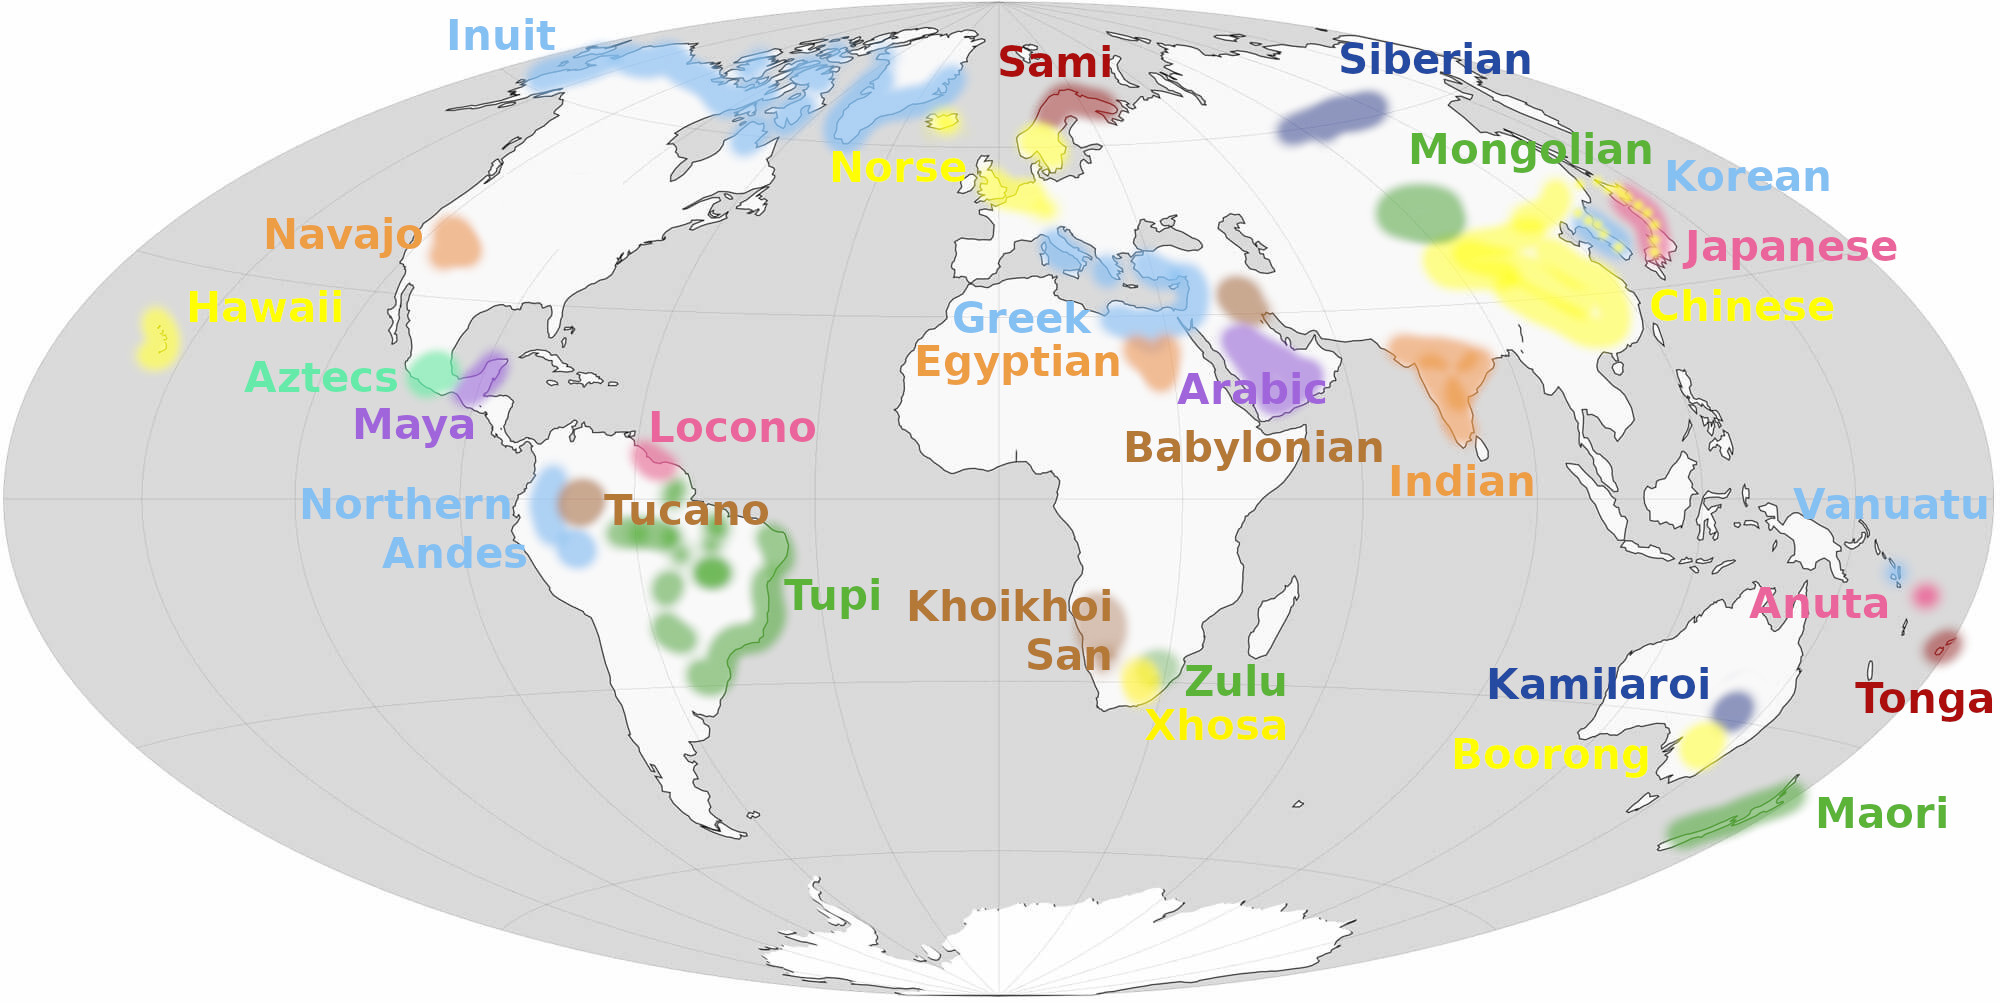 Inuit
Sami
Siberian
Mongolian
Norse
Korean
Navajo
Japanese
Hawaii
Chinese
Greek
Egyptian
Aztecs
Arabic
Maya
Locono
Babylonian
Indian
Northern
Andes
Tucano
Vanuatu
Tupi
Khoikhoi
San
Anuta
Zulu
Xhosa
Kamilaroi
Tonga
Boorong
Maori